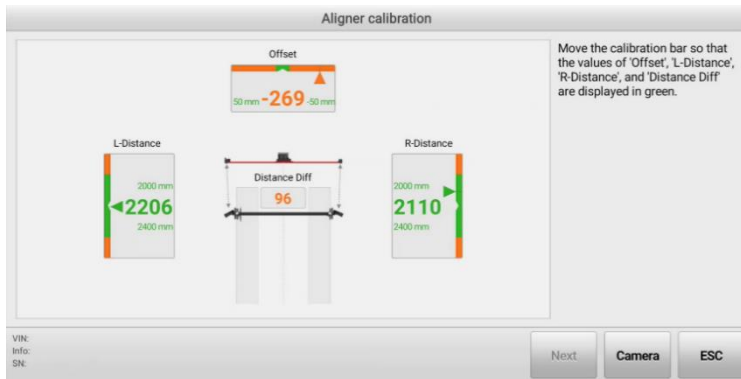 Aligner calibration
Offset
50 mm -269 -50 mm
L-Distance
2000 mm
2206
2400 mm
Distance Diff
96
R-Distance
2000 mm
2110
2400 mm
Move the calibration bar so that
the values of 'Offset', 'L-Distance',
'R-Distance', and 'Distance Diff'
are displayed in green.
VIN:
Info:
SN:
Next
Camera
ESC